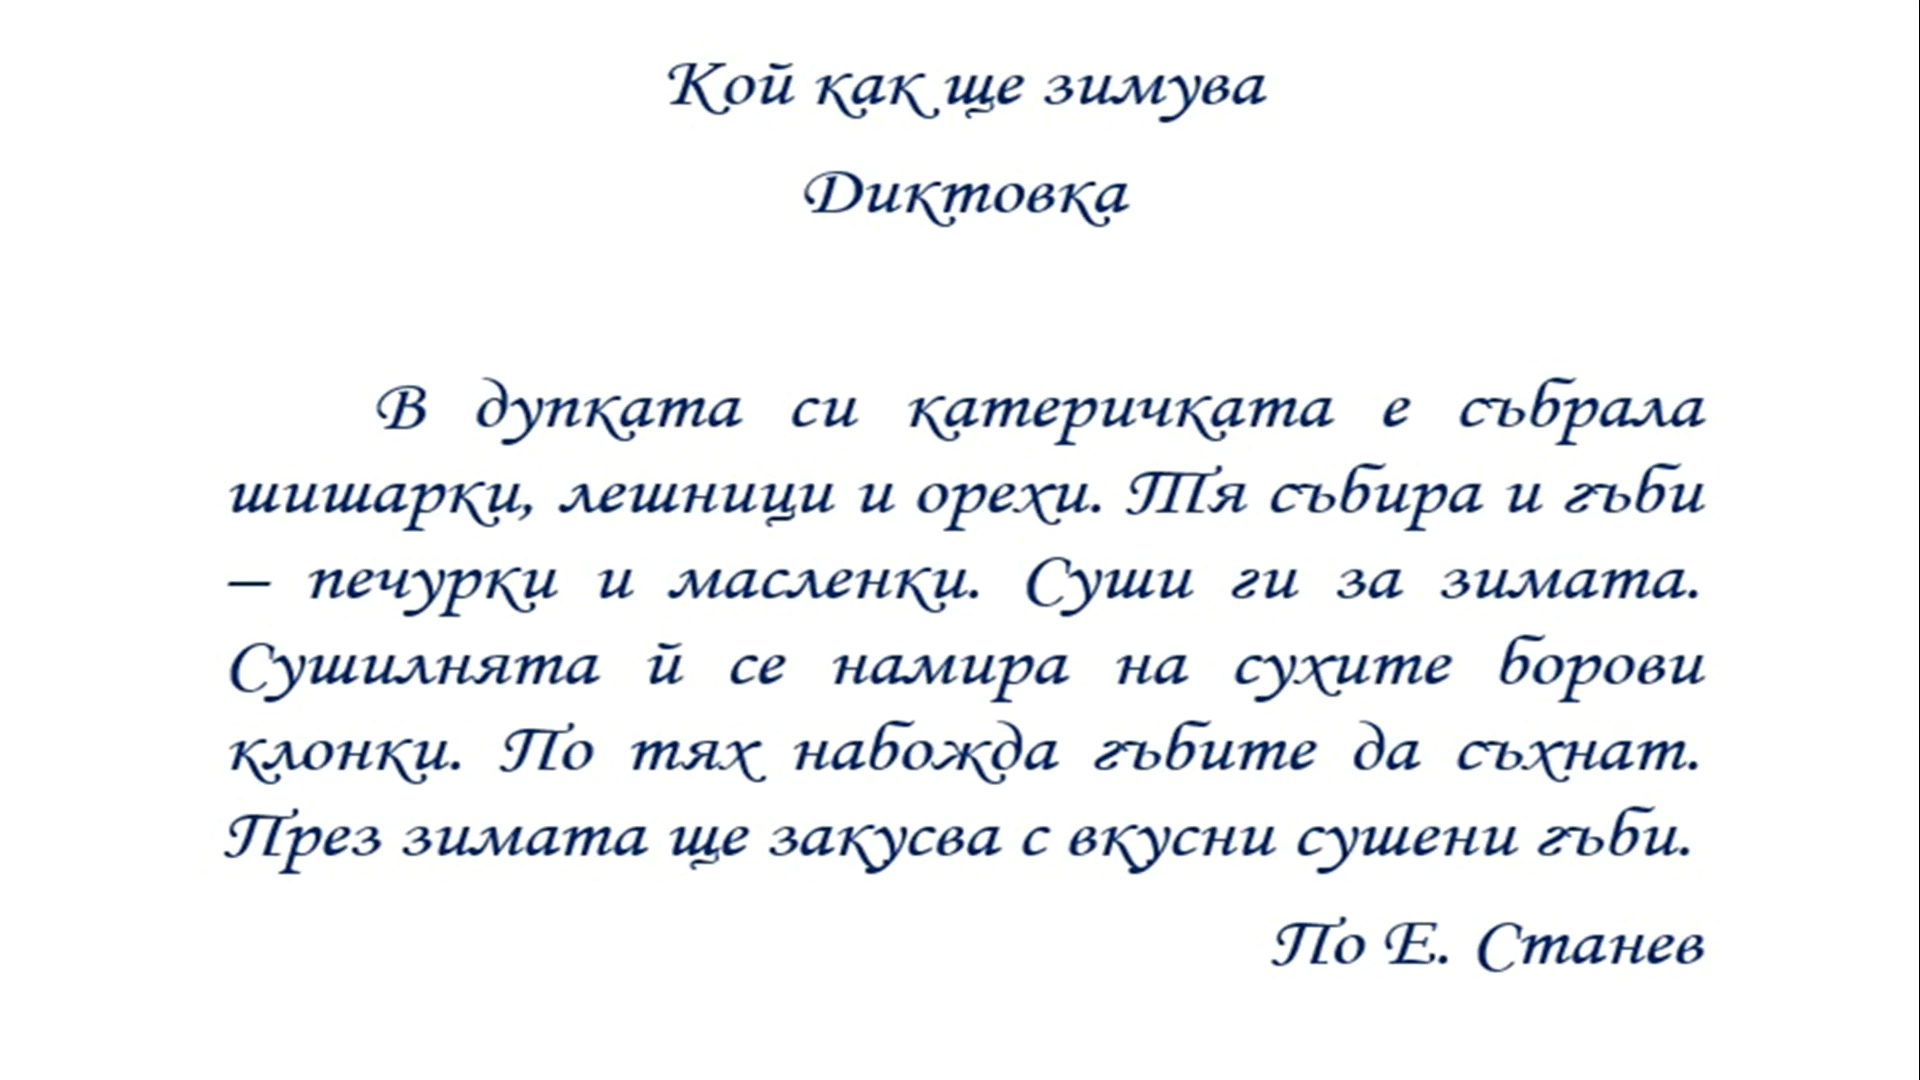 Кой как ще зимува
Диктовка
В дупката си катеричката е събрала
шишарки, лешници и орехи. Тя събира и гъби
– печурки и масленки. Суши ги за зимата.
Сушилнята й се намира на сухите борови
клонки. По тях набожда гъбите да съхнат.
През зимата ще закусва с вкусни сушени гъби.
По Е. Станев